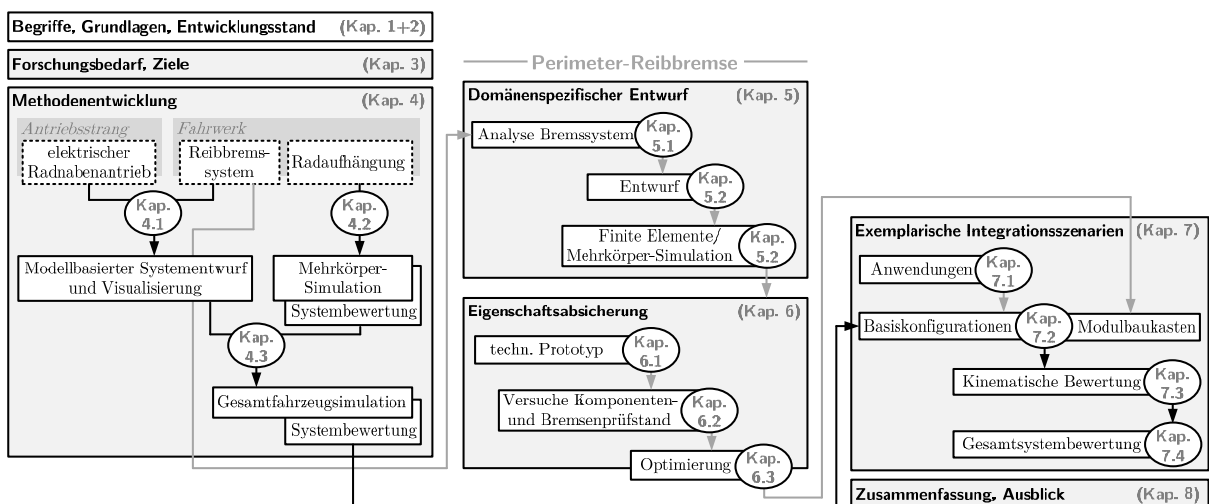 Begriffe, Grundlagen, Entwicklungsstand (Kap. 1+2)
Forschungsbedarf, Ziele (Kap. 3)
Methodenentwicklung (Kap. 4)
Antriebsstrang
Fahrwerk
elektrischer
Radnabenantrieb
Reibbrems-
system
Radaufhängung
Kap.
4.1
Kap.
4.2
Modellbasierter Systementwurf
und Visualisierung
Mehrkörper-
Simulation
Systembewertung
Kap.
4.3
Gesamtfahrzeugsimulation
Systembewertung
Perimeter-Reibbremse
Domänenspezifischer Entwurf (Kap. 5)
Analyse Bremssystem
Kap.
5.1
Entwurf
Kap.
5.2
Finite Elemente/
Mehrkörper-Simulation
Kap.
5.2
Eigenschaftsabsicherung (Kap. 6)
techn. Prototyp
Kap.
6.1
Versuche Komponenten-
und Bremsenprüfstand
Kap.
6.2
Optimierung
Kap.
6.3
Exemplarische Integrationsszenarien (Kap. 7)
Anwendungen
Kap.
7.1
Basiskonfigurationen
Kap.
7.2
Modulbaukasten
Kinematische Bewertung
Kap.
7.3
Gesamtsystembewertung
Kap.
7.4
Zusammenfassung, Ausblick (Kap. 8)